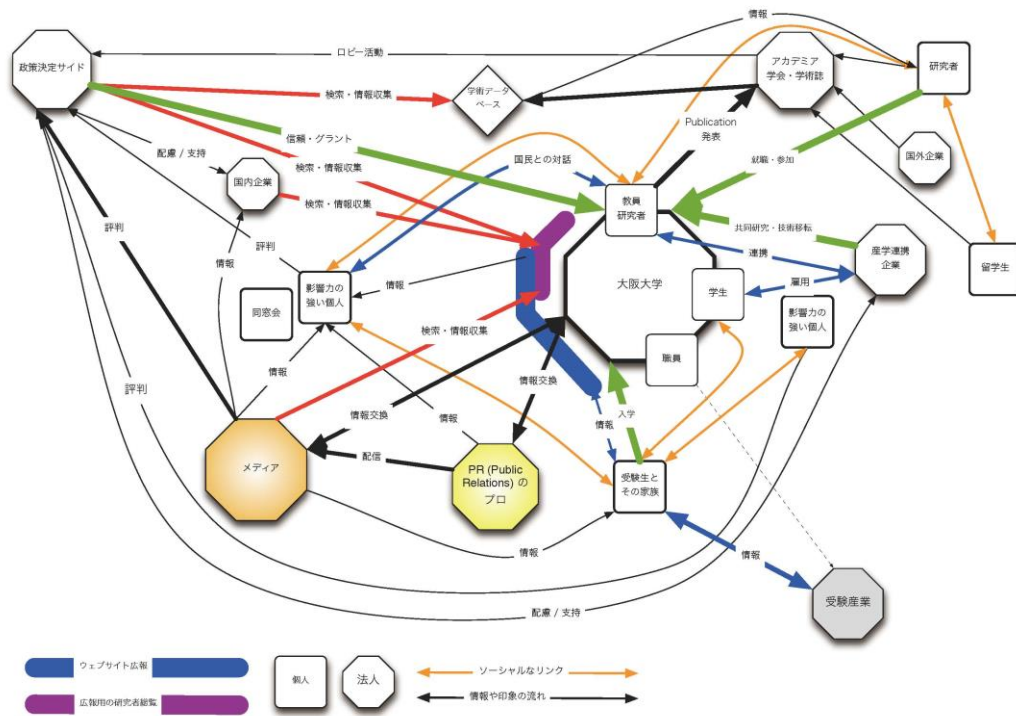 情報
ロビー活動
政策決定サイド
アカデミア
学会・学術誌
研究者
検索・情報収集
学術データ
ベース
Publication
発表
信頼・グラント
国民との対話
就職・参加
国外企業
配慮 / 支持
検索・情報収集
国内企業
検索・情報収集
教員
研究者
共同研究・技術移転
評判
評判
情報
連携
産学連携
企業
大阪大学
留学生
影響力の
強い個人
情報
学生
雇用
同窓会
影響力の
強い個人
検索・情報収集
職員
情報
評判
情報交換
情報交換
入学
情報
情報
配信
メディア
PR (Public
Relations) の
プロ
受験生と
その家族
情報
情報
受験産業
配慮 / 支持
ウェブサイト広報
個人
法人
ソーシャルなリンク
広報用の研究者総覧
情報や印象の流れ